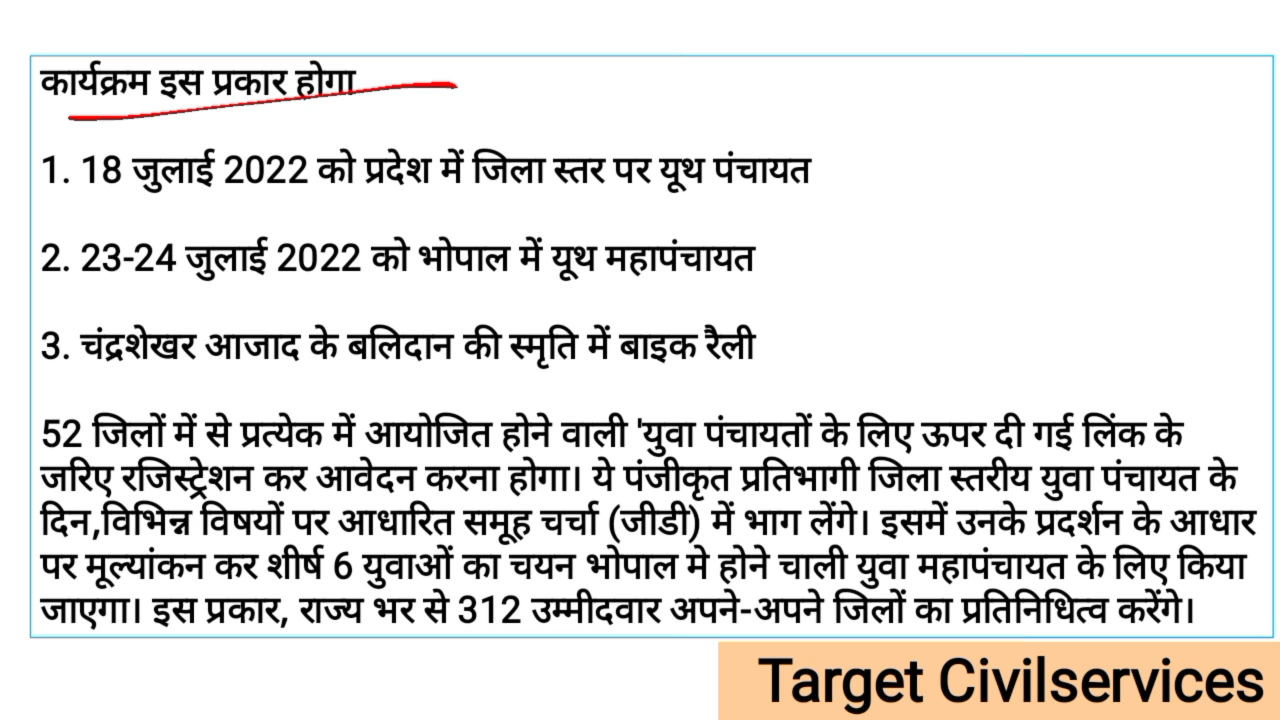 कार्यक्रम इस प्रकार होगा
1. 18 जुलाई 2022 को प्रदेश में जिला स्तर पर यूथ पंचायत
2. 23-24 जुलाई 2022 को भोपाल में यूथ महापंचायत
3. चंद्रशेखर आजाद के बलिदान की स्मृति में बाइक रैली
52 जिलों में से प्रत्येक में आयोजित होने वाली 'युवा पंचायतों के लिए ऊपर दी गई लिंक के
जरिए रजिस्ट्रेशन कर आवेदन करना होगा। ये पंजीकृत प्रतिभागी जिला स्तरीय युवा पंचायत के
दिन,विभिन्न विषयों पर आधारित समूह चर्चा (जीडी) में भाग लेंगे। इसमें उनके प्रदर्शन के आधार
पर मूल्यांकन कर शीर्ष 6 युवाओं का चयन भोपाल मे होने चाली युवा महापंचायत के लिए किया
जाएगा। इस प्रकार, राज्य भर से 312 उम्मीदवार अपने-अपने जिलों का प्रतिनिधित्व करेंगे।
Target Civilservices